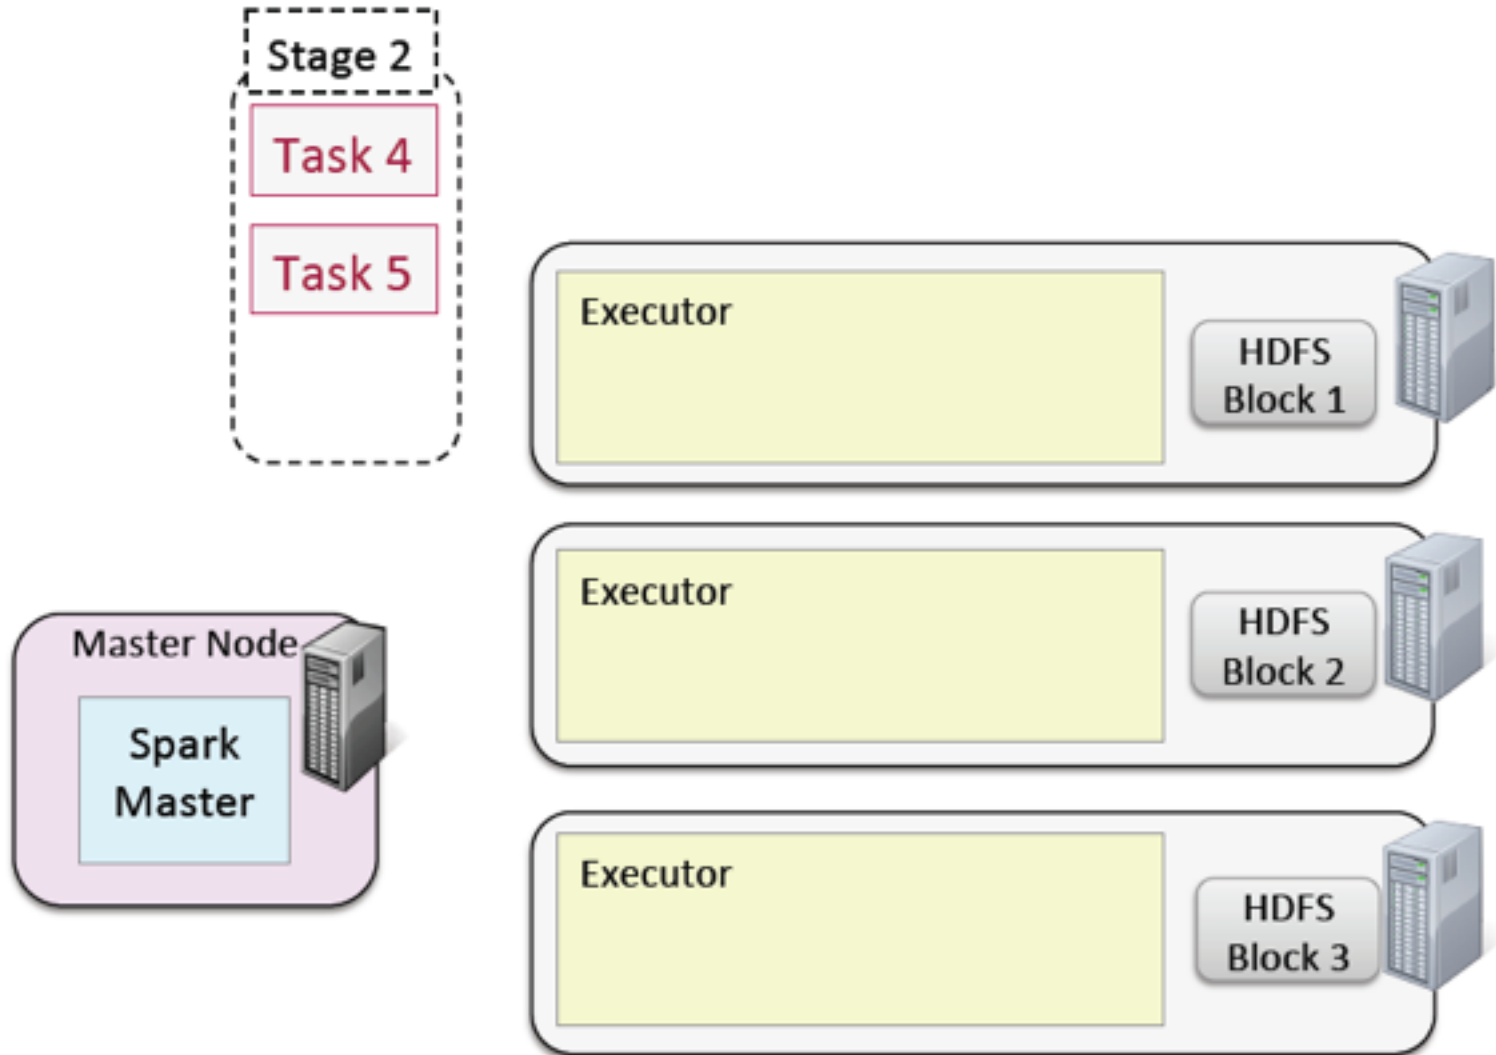 Stage 2
Task 4
Task 5
Executor
HDFS
Block 1
Executor
HDFS
Block 2
Master Node
Spark
Master
Executor
HDFS
Block 3